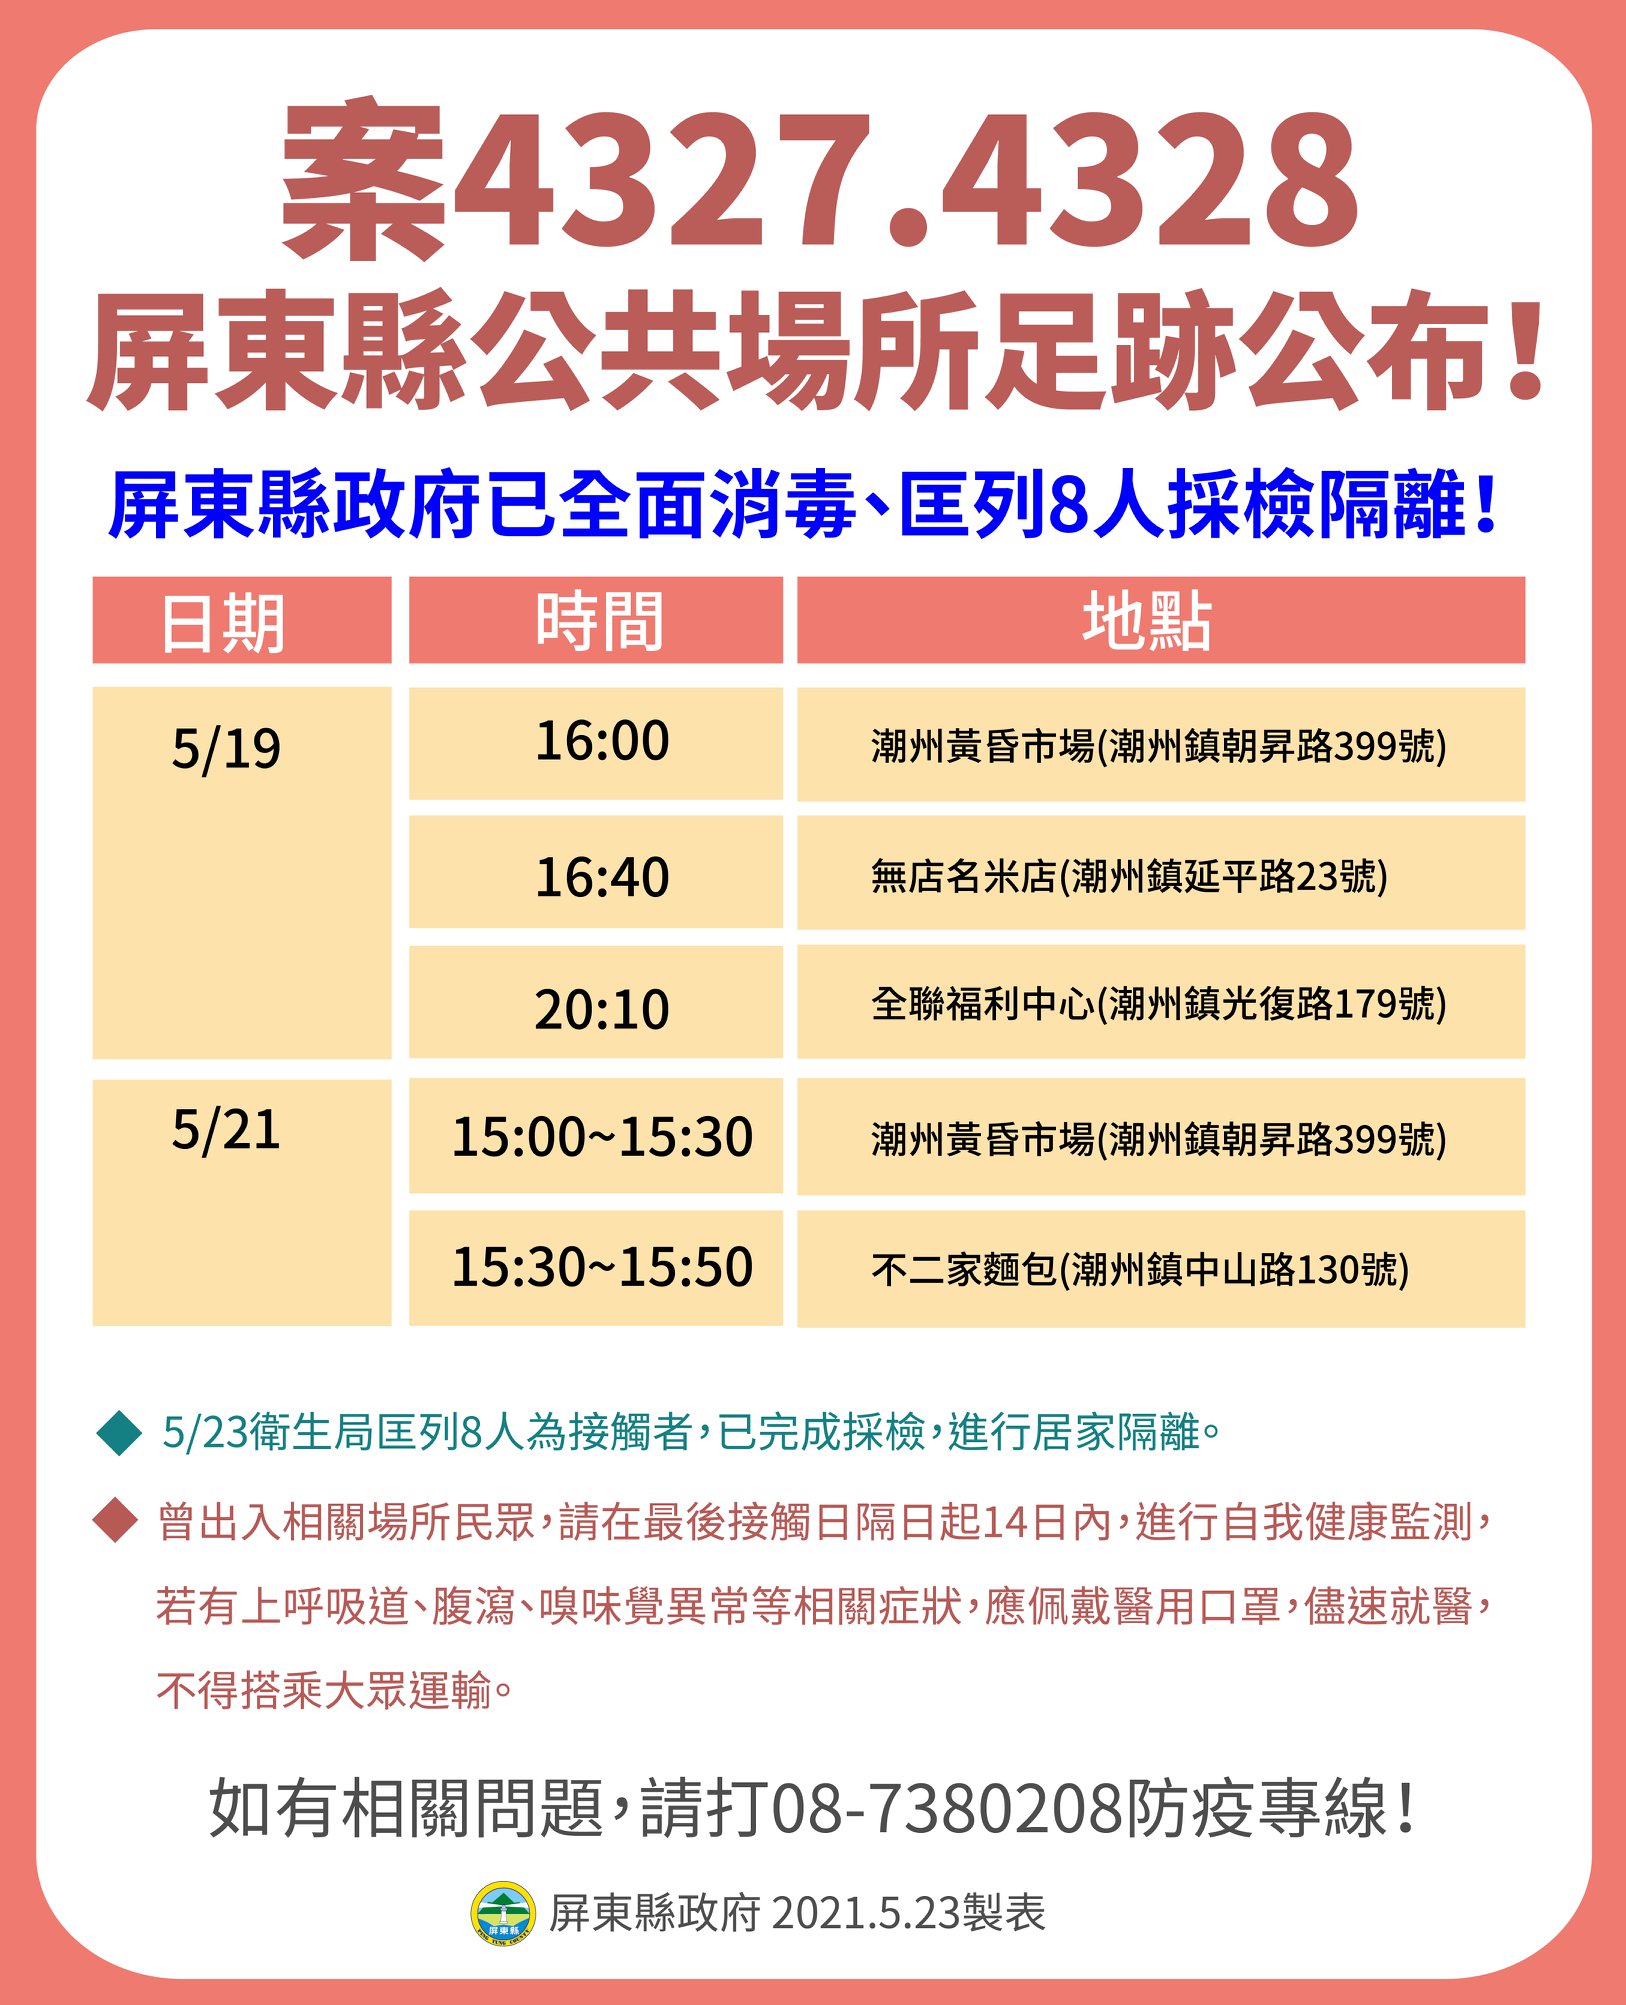 案4327.4328
屏東縣公共場所足跡公布！
屏東縣政府已全面消毒、匡列8人採檢隔離！
日期 時間 地點
5/19 16:00 潮州黃昏市場(潮州鎮朝昇路399號)
16:40 無店名米店(潮州鎮延平路23號)
20:10 全聯福利中心(潮州鎮光復路179號)
5/21 15:00~15:30 潮州黃昏市場(潮州鎮朝昇路399號)
15:30~15:50 不二家麵包(潮州鎮中山路130號)
5/23衛生局匡列8人為接觸者，已完成採檢，進行居家隔離。
曾出入相關場所民眾，請在最後接觸日隔日起14日內，進行自我健康監測，
若有上呼吸道、腹瀉、嗅味覺異常等相關症狀，應佩戴醫用口罩，儘速就醫，
不得搭乘大眾運輸。
如有相關問題，請打08-7380208防疫專線！
屏東縣
PING TUNG COUNTY
屏東縣政府 2021.5.23製表